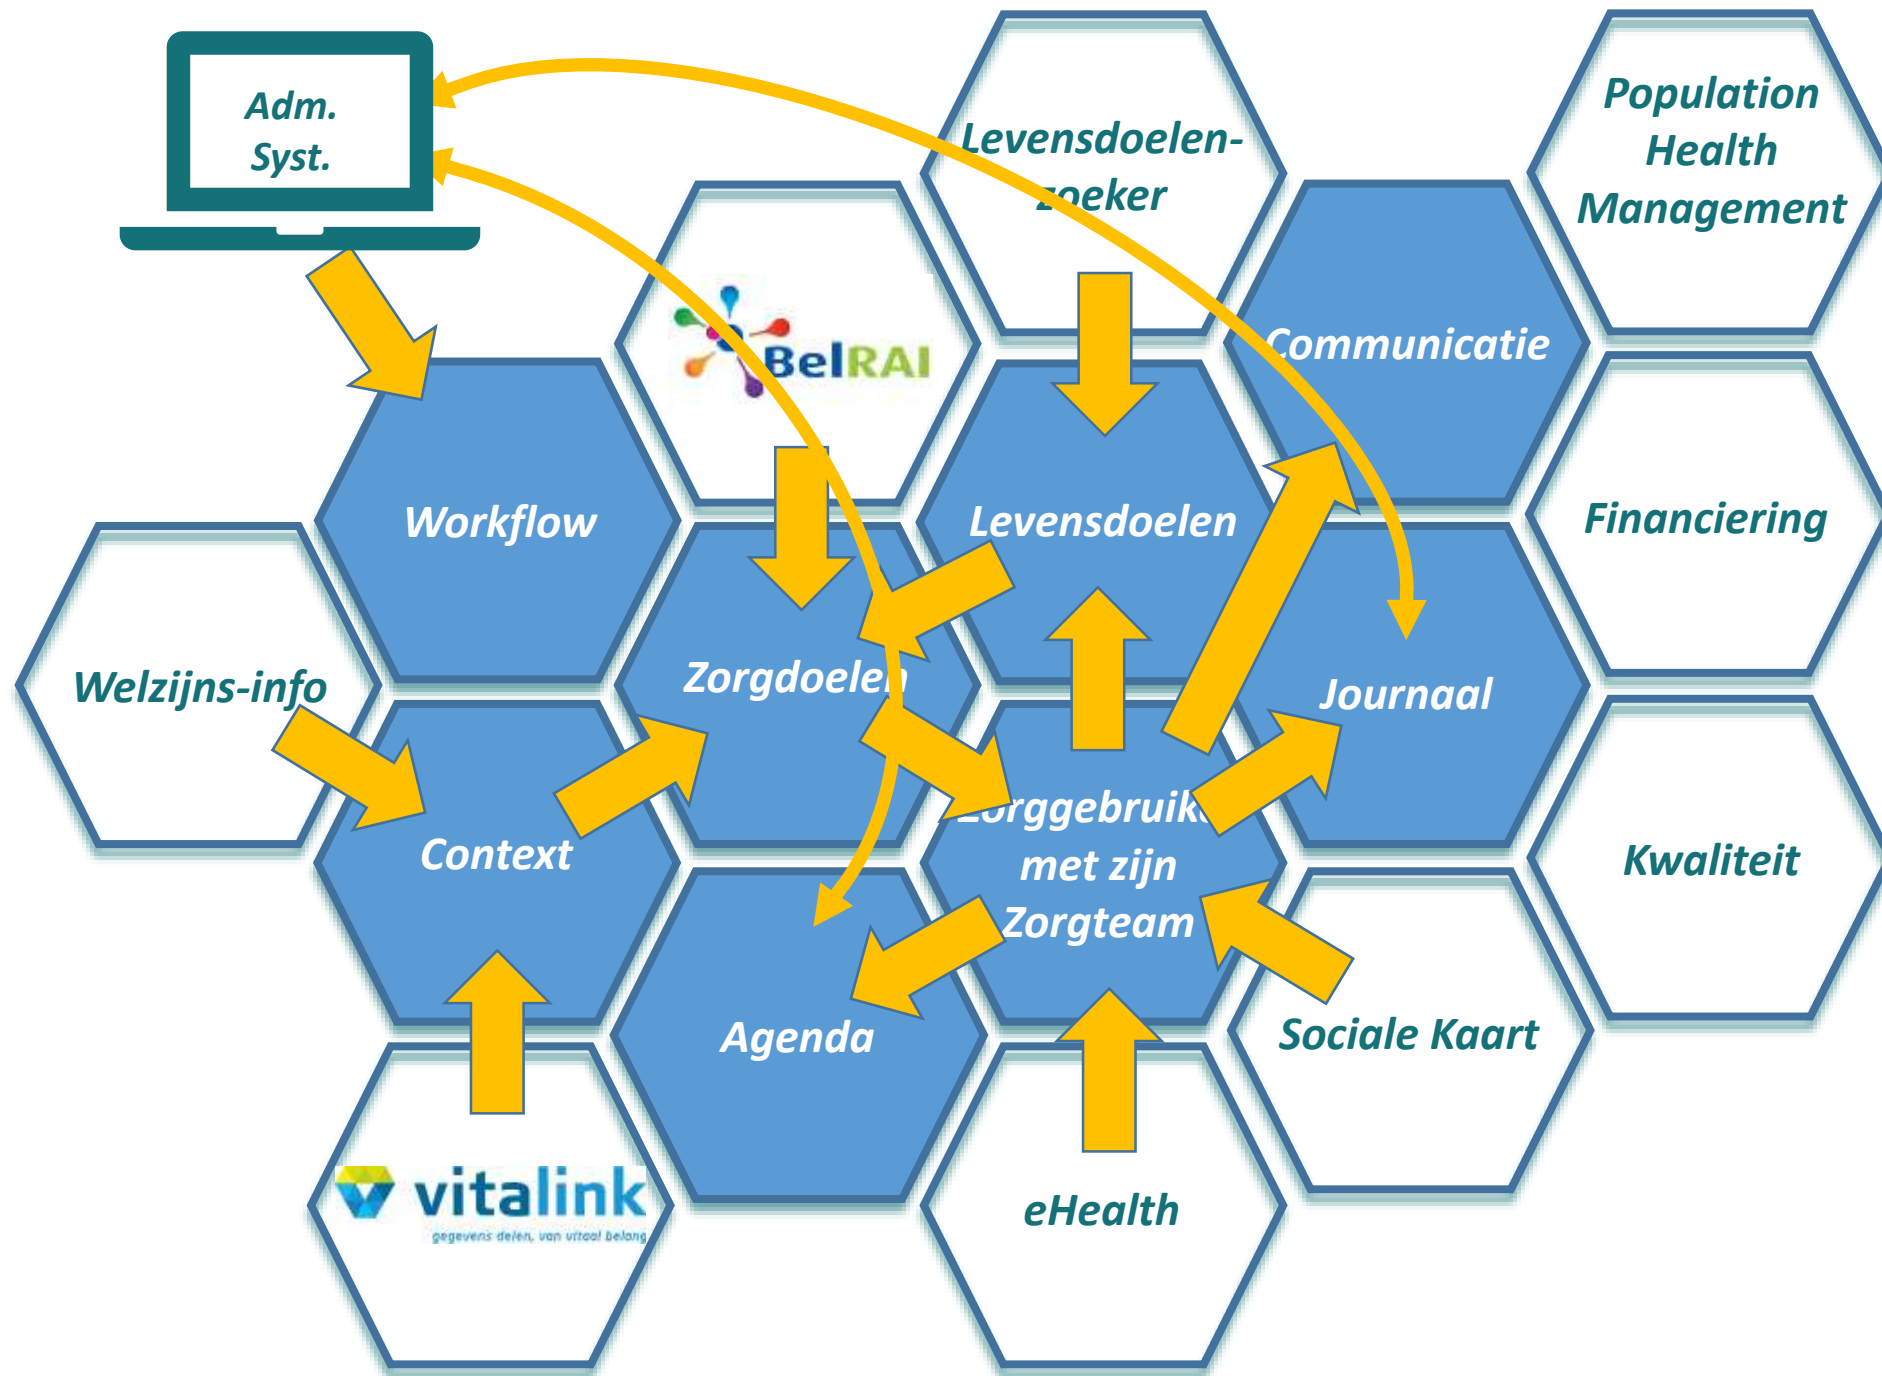 Adm.
Syst.
Levensdoelen-
zoeker
Population
Health
Management
BelRAI
Communicatie
Workflow
Levensdoelen
Financiering
Welzijns-info
Zorgdoelen
Journaal
Context
Zorggebruike
met zijn
Zorgteam
Kwaliteit
Agenda
Sociale Kaart
vitalink
gegevens delen, van vitaal belang
eHealth